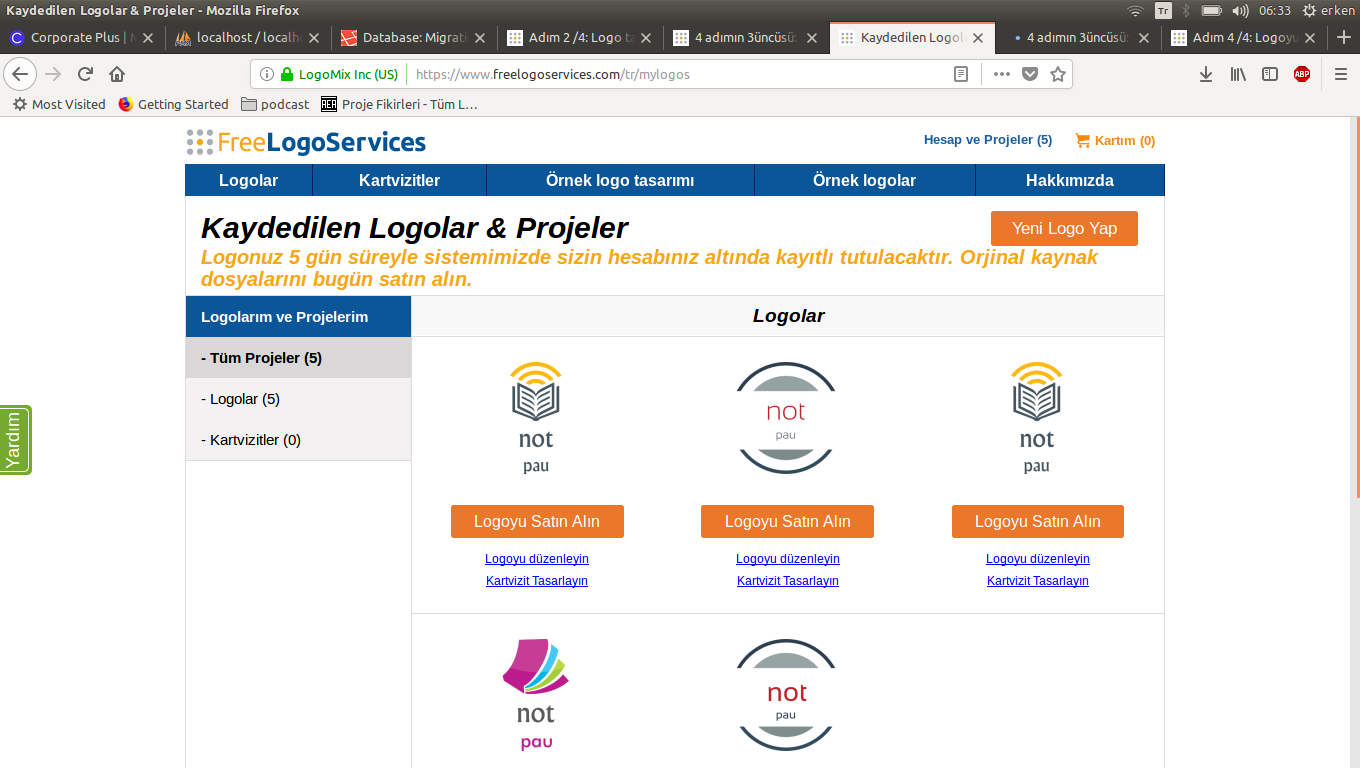 Kaydedilen Logolar & Projeler - Mozilla Firefox
Tr
06:33
erken
Corporate Plus |
localhost / localh
Database: Migrati
Adım 2 /4: Logo ta
4 adımın 3üncüsü:
Kaydedilen Logola
4 adımın 3üncüsü:
Adım 4 /4: Logoyu
LogoMix Inc (US)
https://www.freelogoservices.com/tr/mylogos
ABP
Most Visited
Getting Started
podcast
Proje Fikirleri - Tüm L...
FreeLogoServices
Hesap ve Projeler (5)
Kartım (0)
Logolar
Kartvizitler
Örnek logo tasarımı
Örnek logolar
Hakkımızda
Kaydedilen Logolar & Projeler
Yeni Logo Yap
Logonuz 5 gün süreyle sistemimizde sizin hesabınız altında kayıtlı tutulacaktır. Orjinal kaynak
dosyalarını bugün satın alın.
Logolarım ve Projelerim
- Tüm Projeler (5)
- Logolar (5)
- Kartvizitler (0)
Yardım
Logolar
not
pau
not
pau
not
pau
Logoyu Satın Alın
Logoyu Satın Alın
Logoyu Satın Alın
Logoyu düzenleyin
Logoyu düzenleyin
Logoyu düzenleyin
Kartvizit Tasarlayın
Kartvizit Tasarlayın
Kartvizit Tasarlayın
not
pau
not
pau